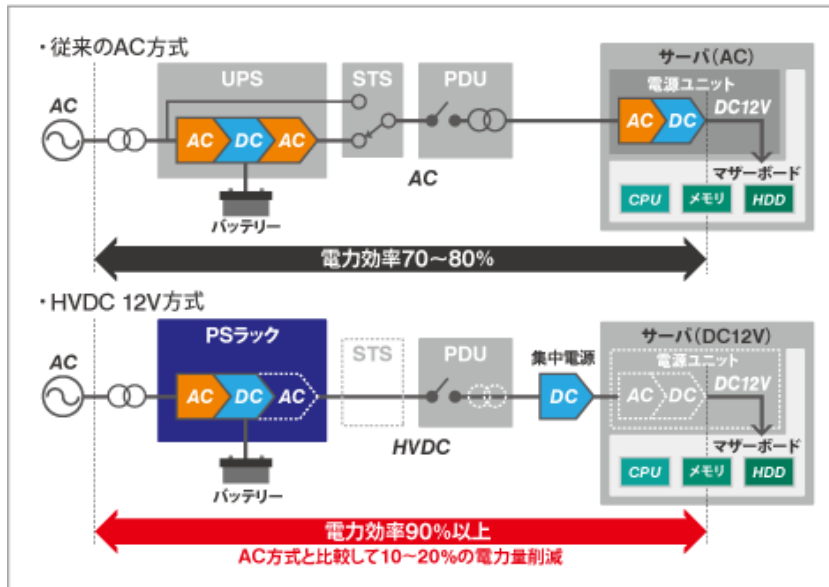 ・従来のAC方式
サーバ(AC)
UPS
STS
PDU
電源ユニット
AC
AC
DC
AC
AC
DC
DC12V
AC
マザーボード
バッテリー
CPU
メモリ
HDD
電力効率70～80%
・HVDC 12V方式
PSラック
サーバ(DC12V)
AC
STS
PDU
集中電源
電源ユニット
AC
DC
AC
DC
AC
DC
DC12V
HVDC
マザーボード
バッテリー
CPU
メモリ
HDD
電力効率90%以上
AC方式と比較して10～20%の電力量削減